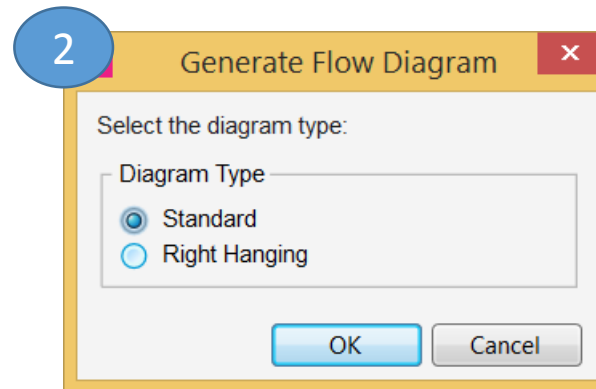 2
Generate Flow Diagram
x
Select the diagram type:
Diagram Type
Standard
Right Hanging
OK Cancel